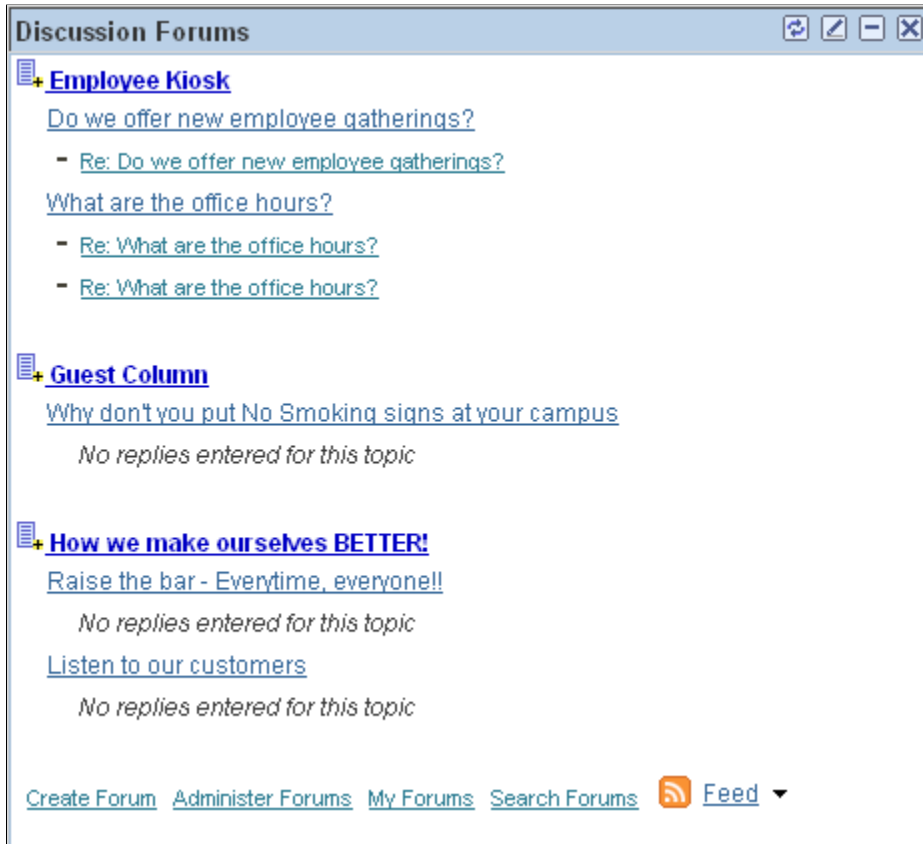 Discussion Forums
Employee Kiosk
Do we offer new employee gatherings?
- Re: Do we offer new employee gatherings?
What are the office hours?
- Re: What are the office hours?
- Re: What are the office hours?
Guest Column
Why don't you put No Smoking signs at your campus
No replies entered for this topic
How we make ourselves BETTER!
Raise the bar - Everytime, everyone!!
No replies entered for this topic
Listen to our customers
No replies entered for this topic
Create Forum Administer Forums My Forums Search Forums Feed